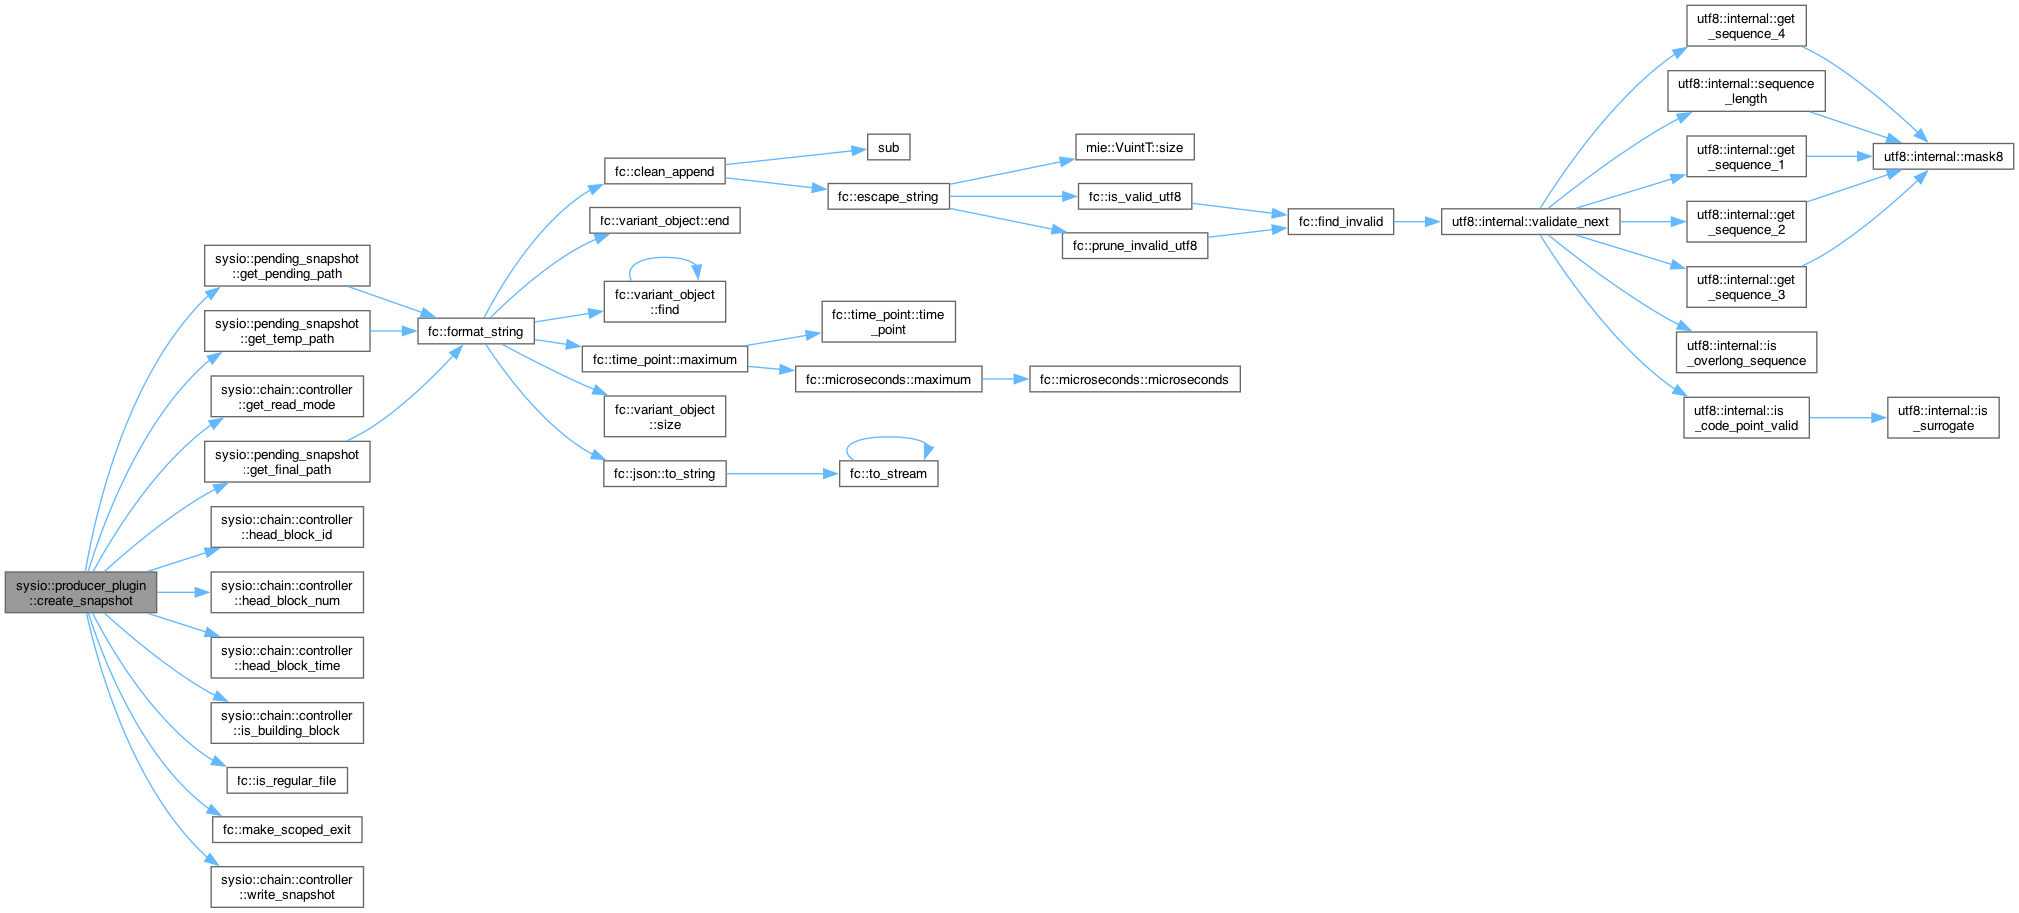 sysio::producer_plugin
::create_snapshot
sysio::pending_snapshot
::get_pending_path
sysio::pending_snapshot
::get_temp_path
sysio::chain::controller
::get_read_mode
sysio::pending_snapshot
::get_final_path
sysio::chain::controller
::head_block_id
sysio::chain::controller
::head_block_num
sysio::chain::controller
::head_block_time
sysio::chain::controller
::is_building_block
fc::is_regular_file
fc::make_scoped_exit
sysio::chain::controller
::write_snapshot
fc::format_string
fc::clean_append
fc::variant_object::end
fc::variant_object
::find
fc::time_point::maximum
fc::variant_object
::size
fc::json::to_string
sub
fc::escape_string
fc::time_point::time
_point
fc::microseconds::maximum
fc::to_stream
mie::VuintT::size
fc::is_valid_utf8
fc::prune_invalid_utf8
fc::microseconds::microseconds
fc::find_invalid
utf8::internal::validate_next
utf8::internal::get
_sequence_4
utf8::internal::sequence
_length
utf8::internal::get
_sequence_1
utf8::internal::get
_sequence_2
utf8::internal::get
_sequence_3
utf8::internal::is
_overlong_sequence
utf8::internal::is
_code_point_valid
utf8::internal::mask8
utf8::internal::is
_surrogate